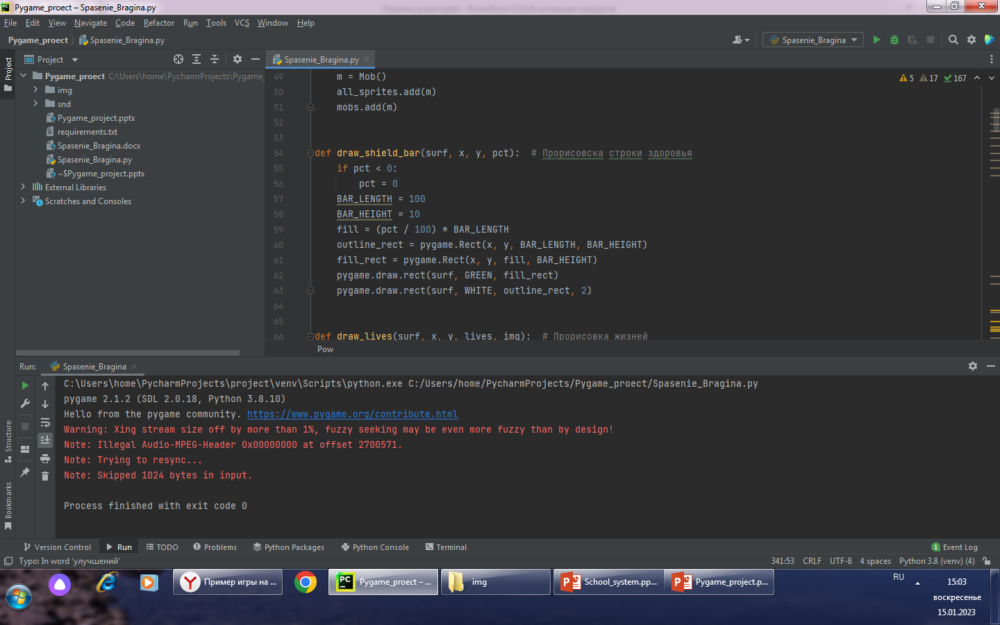 Pygame_proect – Spasenie_Bragina.py
File Edit View Navigate Code Refactor Run Tools VCS Window Help
Pygame_proect Spasenie_Bragina.py
Spasenie_Bragina
Project
Project
Spasenie_Bragina.py
Pygame_proect C:\Users\home\PycharmProjects\Pygame_
img
snd
Pygame_project.pptx
requirements.txt
Spasenie_Bragina.docx
Spasenie_Bragina.py
~$Pygame_project.pptx
External Libraries
Scratches and Consoles
5 17 167
49 m = Mob()
50 all_sprites.add(m)
51 mobs.add(m)
52
53
54 def draw_shield_bar(surf, x, y, pct): # Прорисовска строки здоровья
55 if pct < 0:
56 pct = 0
57 BAR_LENGTH = 100
58 BAR_HEIGHT = 10
59 fill = (pct / 100) * BAR_LENGTH
60 outline_rect = pygame.Rect(x, y, BAR_LENGTH, BAR_HEIGHT)
61 fill_rect = pygame.Rect(x, y, fill, BAR_HEIGHT)
62 pygame.draw.rect(surf, GREEN, fill_rect)
63 pygame.draw.rect(surf, WHITE, outline_rect, 2)
64
65
66 def draw_lives(surf, x, y, lives, img): # Прорисовка жизней
Pow
Run: Spasenie_Bragina
C:\Users\home\PycharmProjects\project\venv\Scripts\python.exe C:/Users/home/PycharmProjects/Pygame_proect/Spasenie_Bragina.py
pygame 2.1.2 (SDL 2.0.18, Python 3.8.10)
Hello from the pygame community. https://www.pygame.org/contribute.html
Warning: Xing stream size off by more than 1%, fuzzy seeking may be even more fuzzy than by design!
Note: Illegal Audio-MPEG-Header 0x00000000 at offset 2700571.
Note: Trying to resync...
Note: Skipped 1024 bytes in input.
Process finished with exit code 0
Structure
Bookmarks
Version Control Run TODO Problems Python Packages Python Console Terminal 1 Event Log
Typo: In word 'улучшений' 341:53 CRLF UTF-8 4 spaces Python 3.8 (venv) (4)
Пример игры на ...
Pygame_proect – ...
img
School_system.pp...
Pygame_project.p...
RU
15:03
воскресенье
15.01.2023